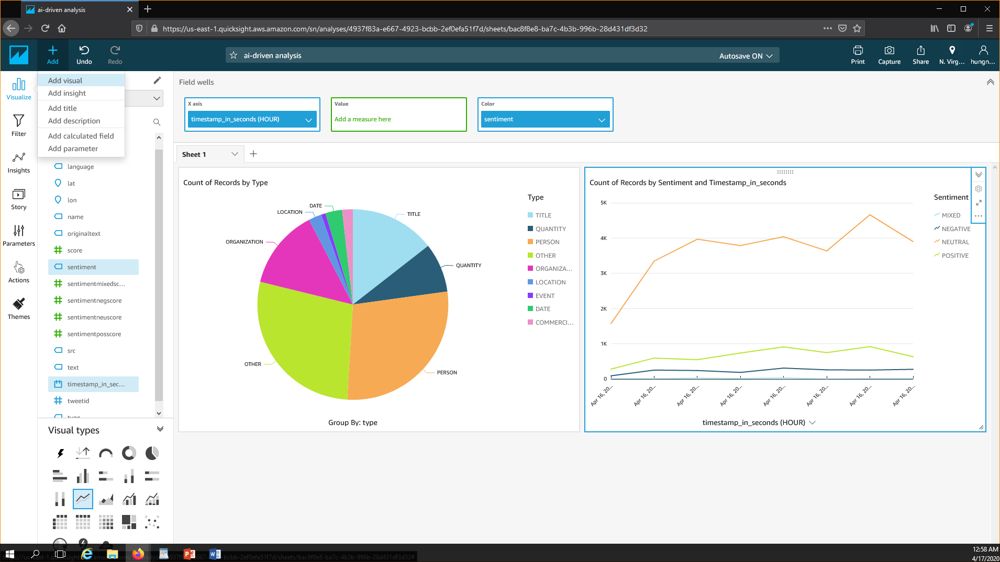 ai-driven analysis
https://us-east-1.quicksight.aws.amazon.com/sn/analyses/4937f83a-e667-4923-bcbb-2ef0efa51f7d/sheets/bac8f8e8-ba7c-4b3b-996b-28d431df3d32
Add
Undo
Redo
ai-driven analysis
Autosave ON
Print
Capture
Share
N. Virg...
hungn...
Visualize
Filter
Insights
Story
Parameters
Actions
Themes
Add visual
Add insight
Add title
Add description
Add calculated field
Add parameter
language
lat
lon
name
originaltext
score
sentiment
sentimentmixedsc...
sentimentnegscore
sentimentneuscore
sentimentposscore
src
text
timestamp_in_sec...
tweetid
type
Visual types
Field wells
X axis
timestamp_in_seconds (HOUR)
Value
Add a measure here
Color
sentiment
Sheet 1
Count of Records by Type
DATE
LOCATION
TITLE
ORGANIZATION
QUANTITY
OTHER
PERSON
Group By: type
Type
TITLE
QUANTITY
PERSON
OTHER
ORGANIZA...
LOCATION
EVENT
DATE
COMMERCI...
Count of Records by Sentiment and Timestamp_in_seconds
5K
4K
3K
2K
1K
0
Apr 16, 20...
Apr 16, 20...
Apr 16, 20...
Apr 16, 20...
Apr 16, 20...
Apr 16, 20...
Apr 16, 20...
Apr 16, 20...
timestamp_in_seconds (HOUR)
Sentiment
MIXED
NEGATIVE
NEUTRAL
POSITIVE
12:58 AM
4/17/2020